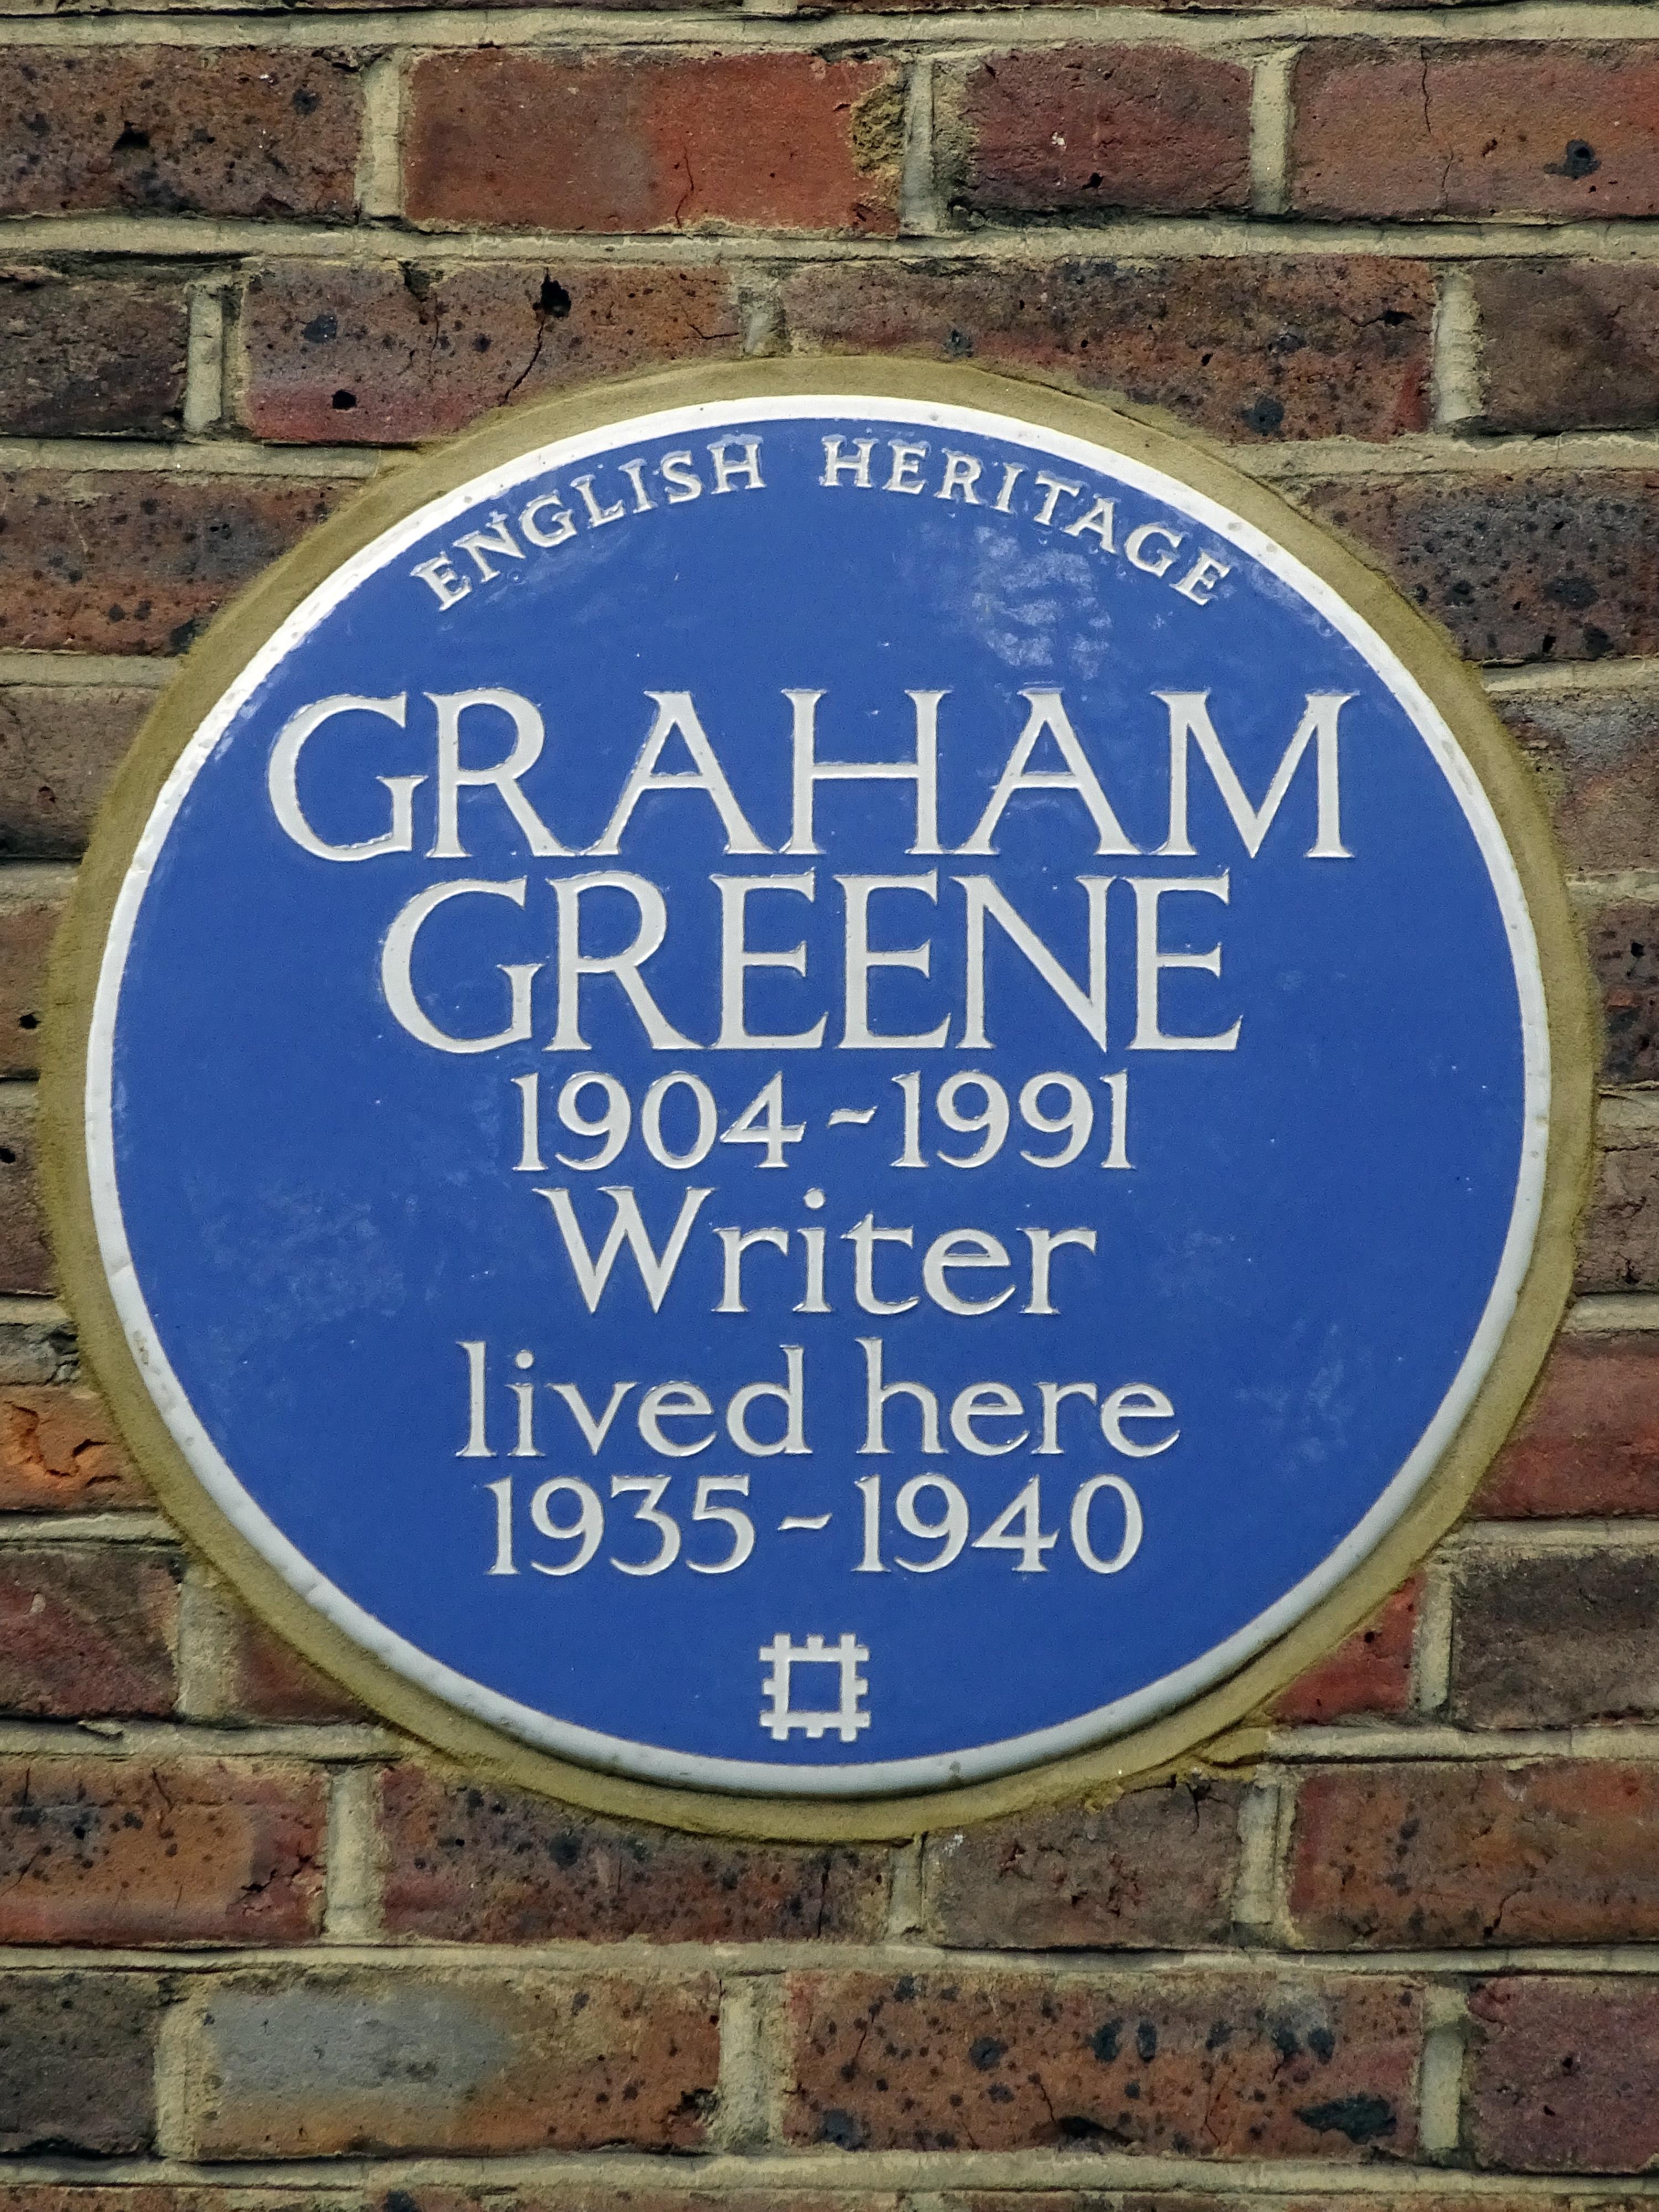 ENGLISH HERITAGE
GRAHAM
GREENE
1904~1991
Writer
lived here
1935~1940